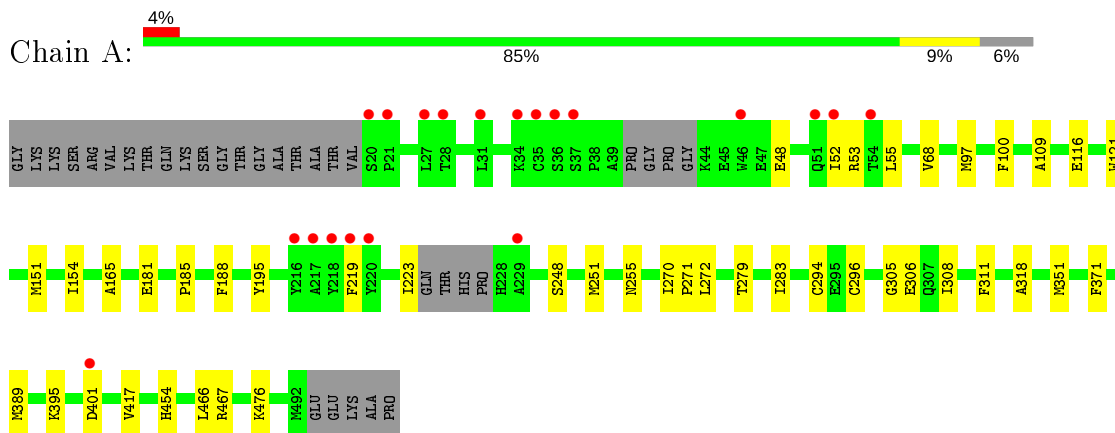 4%
Chain A:
85% 9% 6%
GLY LYS LYS SER ARG VAL LYS THR GLN LYS SER GLY THR GLY ALA THR ALA THR VAL S20 P21 L27 T28 L31 K34 C35 S36 S37 P38 A39 PRO GLY PRO GLY K44 E45 W46 E47 E48 Q51 I52 R53 T54 L55 V68 M97 F100 A109 E116 W121
M151 I154 A165 E181 P185 F188 Y195 Y216 A217 Y218 F219 Y220 I223 GLN THR HIS PRO H228 A229 S248 M251 N255 I270 P271 L272 T279 I283 C294 E295 C296 G305 E306 Q307 I308 F311 A318 M351 F371
M389 K395 D401 V417 H454 L466 R467 K476 M492 GLU GLU LYS ALA PRO